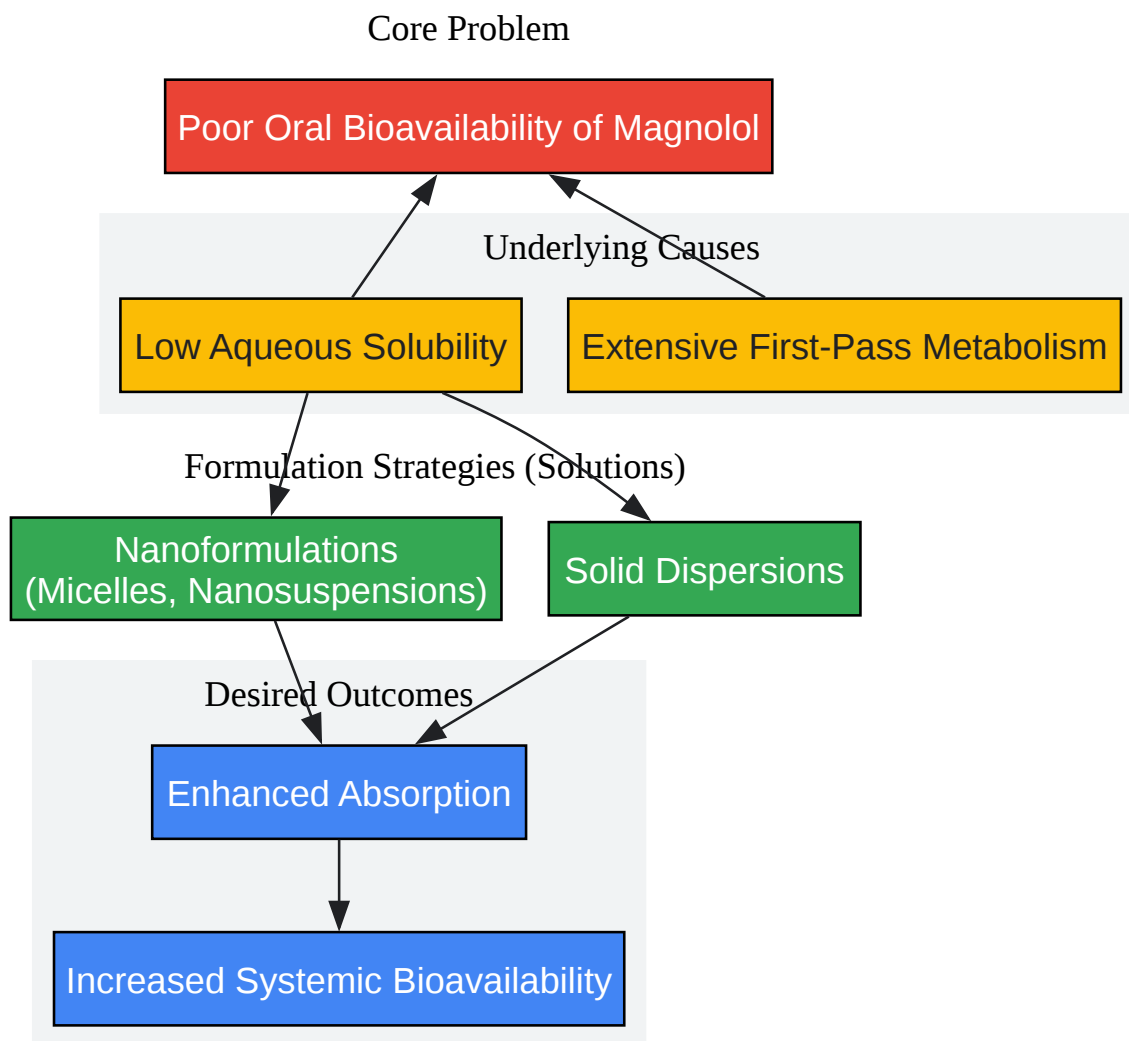 Core Problem
Poor Oral Bioavailability of Magnolol
Underlying Causes
Low Aqueous Solubility
Extensive First-Pass Metabolism
Formulation Strategies (Solutions)
Nanoformulations
(Micelles, Nanosuspensions)
Solid Dispersions
Desired Outcomes
Enhanced Absorption
Increased Systemic Bioavailability